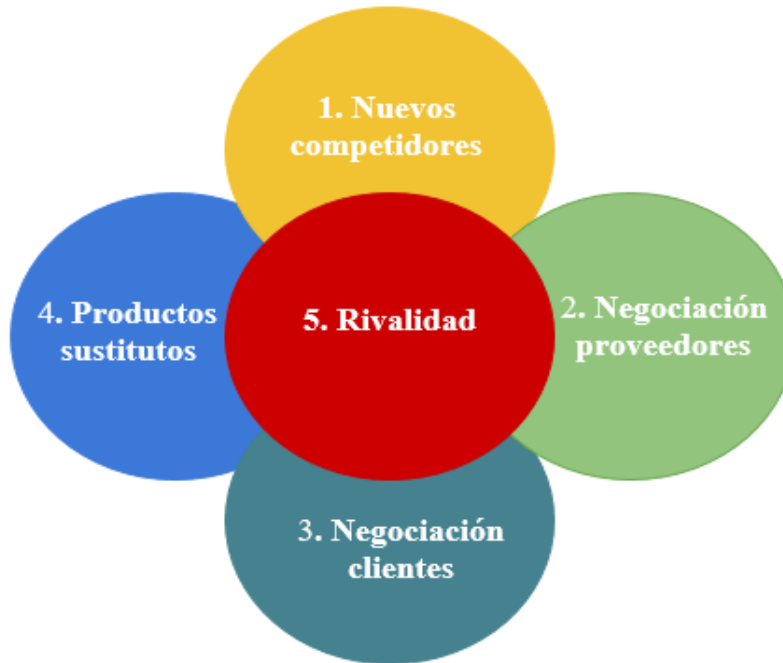 1. Nuevos
competidores
4. Productos
sustitutos
5. Rivalidad
2. Negociación
proveedores
3. Negociación
clientes